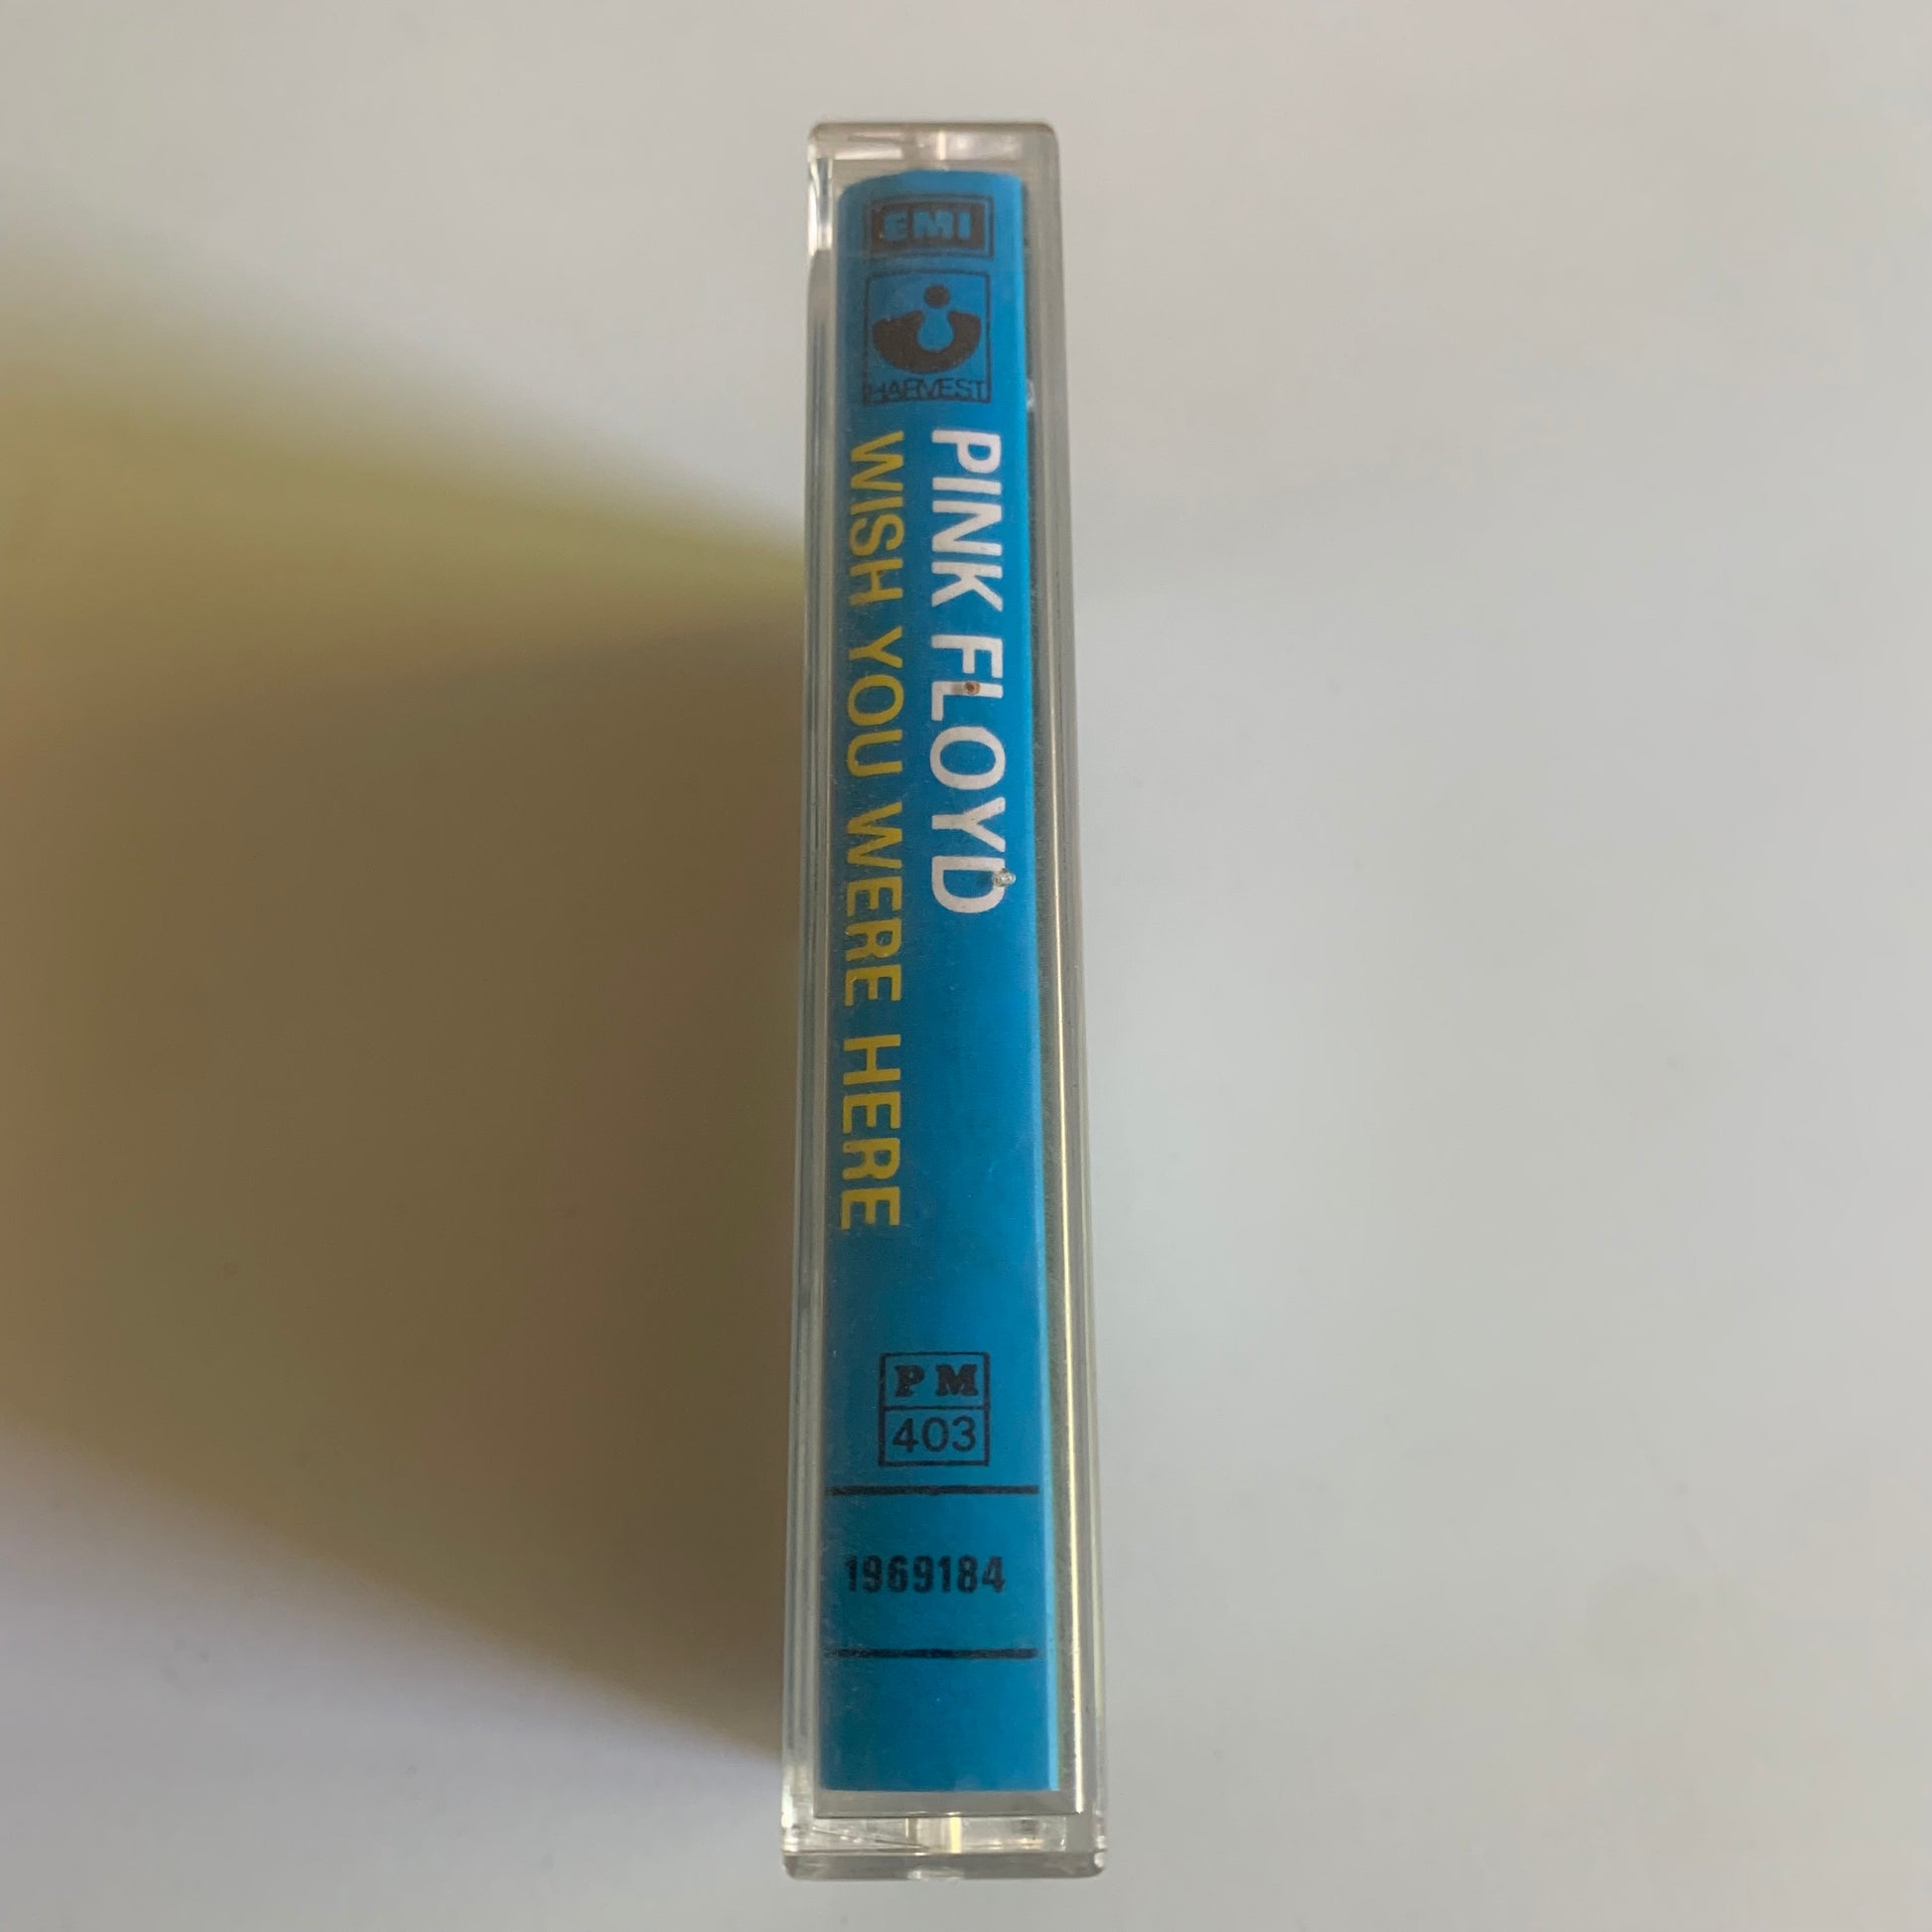 EMI
HARVEST
PINK FLOYD
WISH YOU WERE HERE
PM
403
1969184